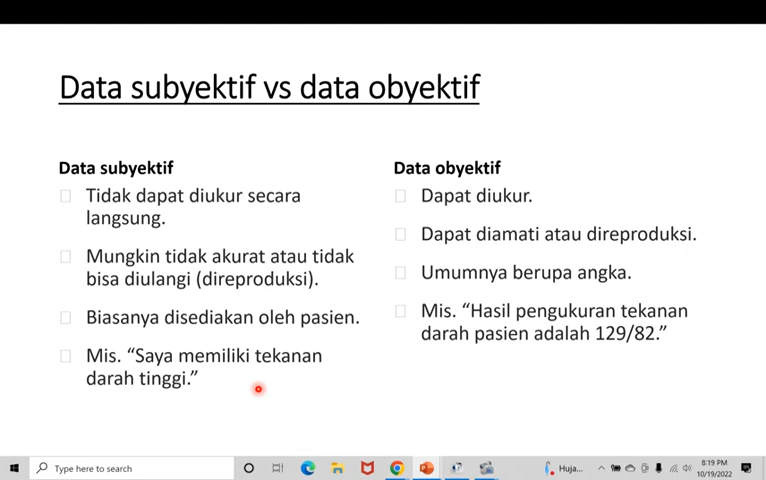 Data subyektif vs data obyektif
Data subyektif
Tidak dapat diukur secara
langsung.
Mungkin tidak akurat atau tidak
bisa diulangi (direproduksi).
Biasanya disediakan oleh pasien.
Mis. “Saya memiliki tekanan
darah tinggi.”
Data obyektif
Dapat diukur.
Dapat diamati atau direproduksi.
Umumnya berupa angka.
Mis. “Hasil pengukuran tekanan
darah pasien adalah 129/82.”
Type here to search
Huja...
8:19 PM
10/19/2022